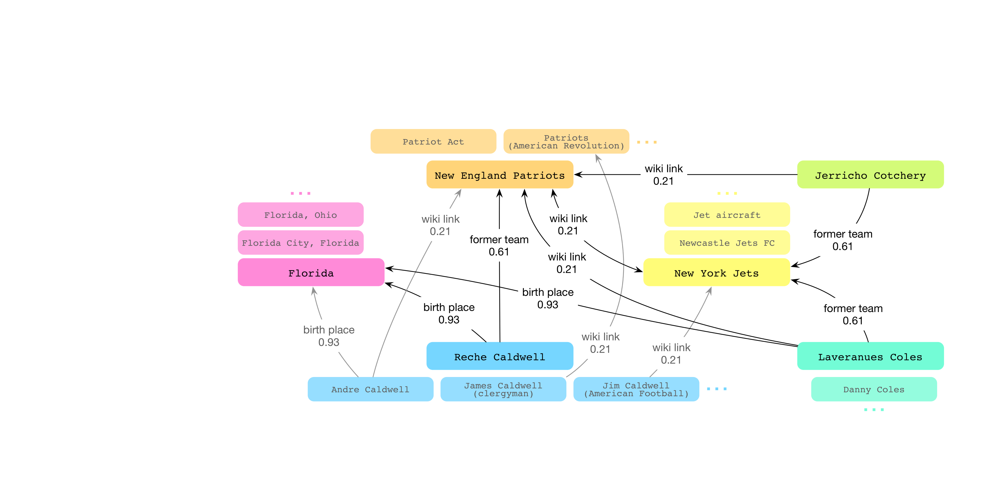 Patriot Act
Patriots
(American Revolution)
...
New England Patriots
wiki link
0.21
Jerricho Cotchery
...
...
Florida, Ohio
Jet aircraft
wiki link
0.21
wiki link
0.21
former team
0.61
former team
0.61
Florida City, Florida
Newcastle Jets FC
wiki link
0.21
Florida
New York Jets
birth place
0.93
birth place
0.93
former team
0.61
birth place
0.93
wiki link
0.21
wiki link
0.21
Reche Caldwell
Laveranues Coles
Andre Caldwell
James Caldwell
(clergyman)
Jim Caldwell
(American Football)
...
Danny Coles
...